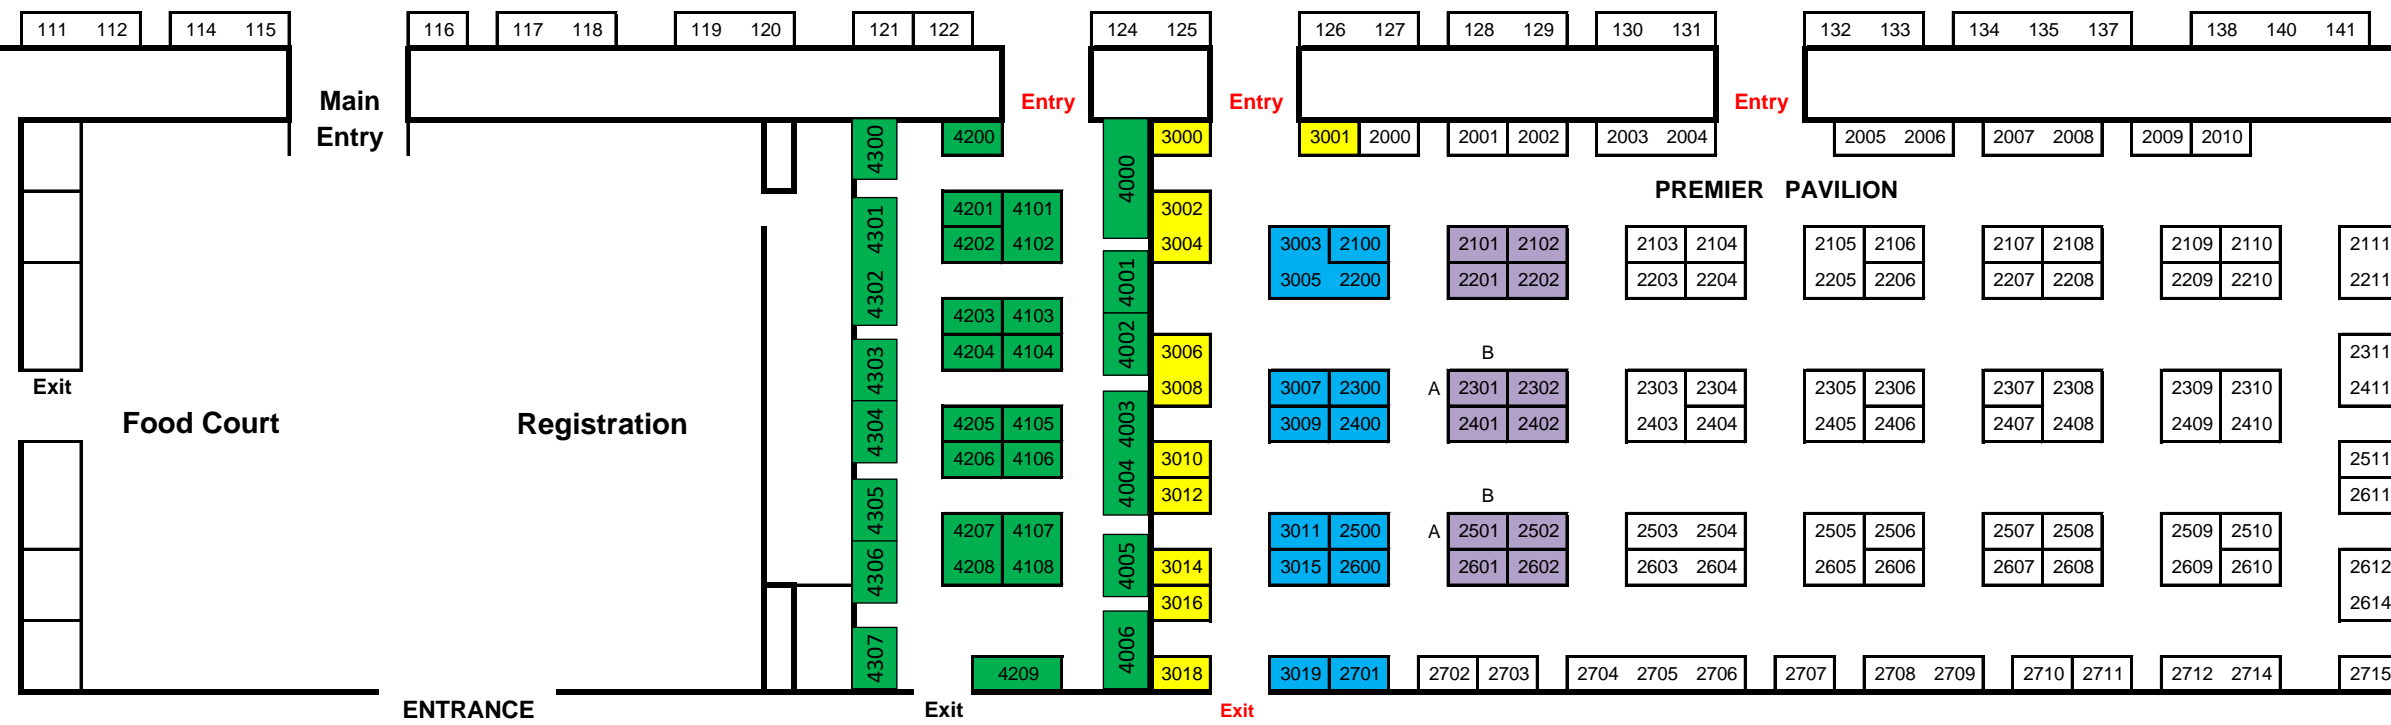 111 112 114 115 116 117 118 119 120 121 122 124 125 126 127 128 129 130 131 132 133 134 135 137 138 140 141
Main Entry Entry Entry
Entry 4300 4200 4000 3000 3001 2000 2001 2002 2003 2004 2005 2006 2007 2008 2009 2010
PREMIER PAVILION
4301 4201 4101 3002
4202 4102 3004 3003 2100 2101 2102 2103 2104 2105 2106 2107 2108 2109 2110 2111
4302 4001 3005 2200 2201 2202 2203 2204 2205 2206 2207 2208 2209 2210 2211
4203 4103
4303 4204 4104 4002 3006 B 2311
Exit 3008 3007 2300 A 2301 2302 2303 2304 2305 2306 2307 2308 2309 2310 2411
Food Court Registration 4304 4205 4105 4003 3009 2400 2401 2402 2403 2404 2405 2406 2407 2408 2409 2410
4206 4106 4004 3010 2511
4305 3012 B 2611
4207 4107 3011 2500 A 2501 2502 2503 2504 2505 2506 2507 2508 2509 2510
4306 4208 4108 4005 3014 3015 2600 2601 2602 2603 2604 2605 2606 2607 2608 2609 2610 2612
3016 2614
4307 4209 4006 3018 3019 2701 2702 2703 2704 2705 2706 2707 2708 2709 2710 2711 2712 2714 2715
ENTRANCE Exit Exit